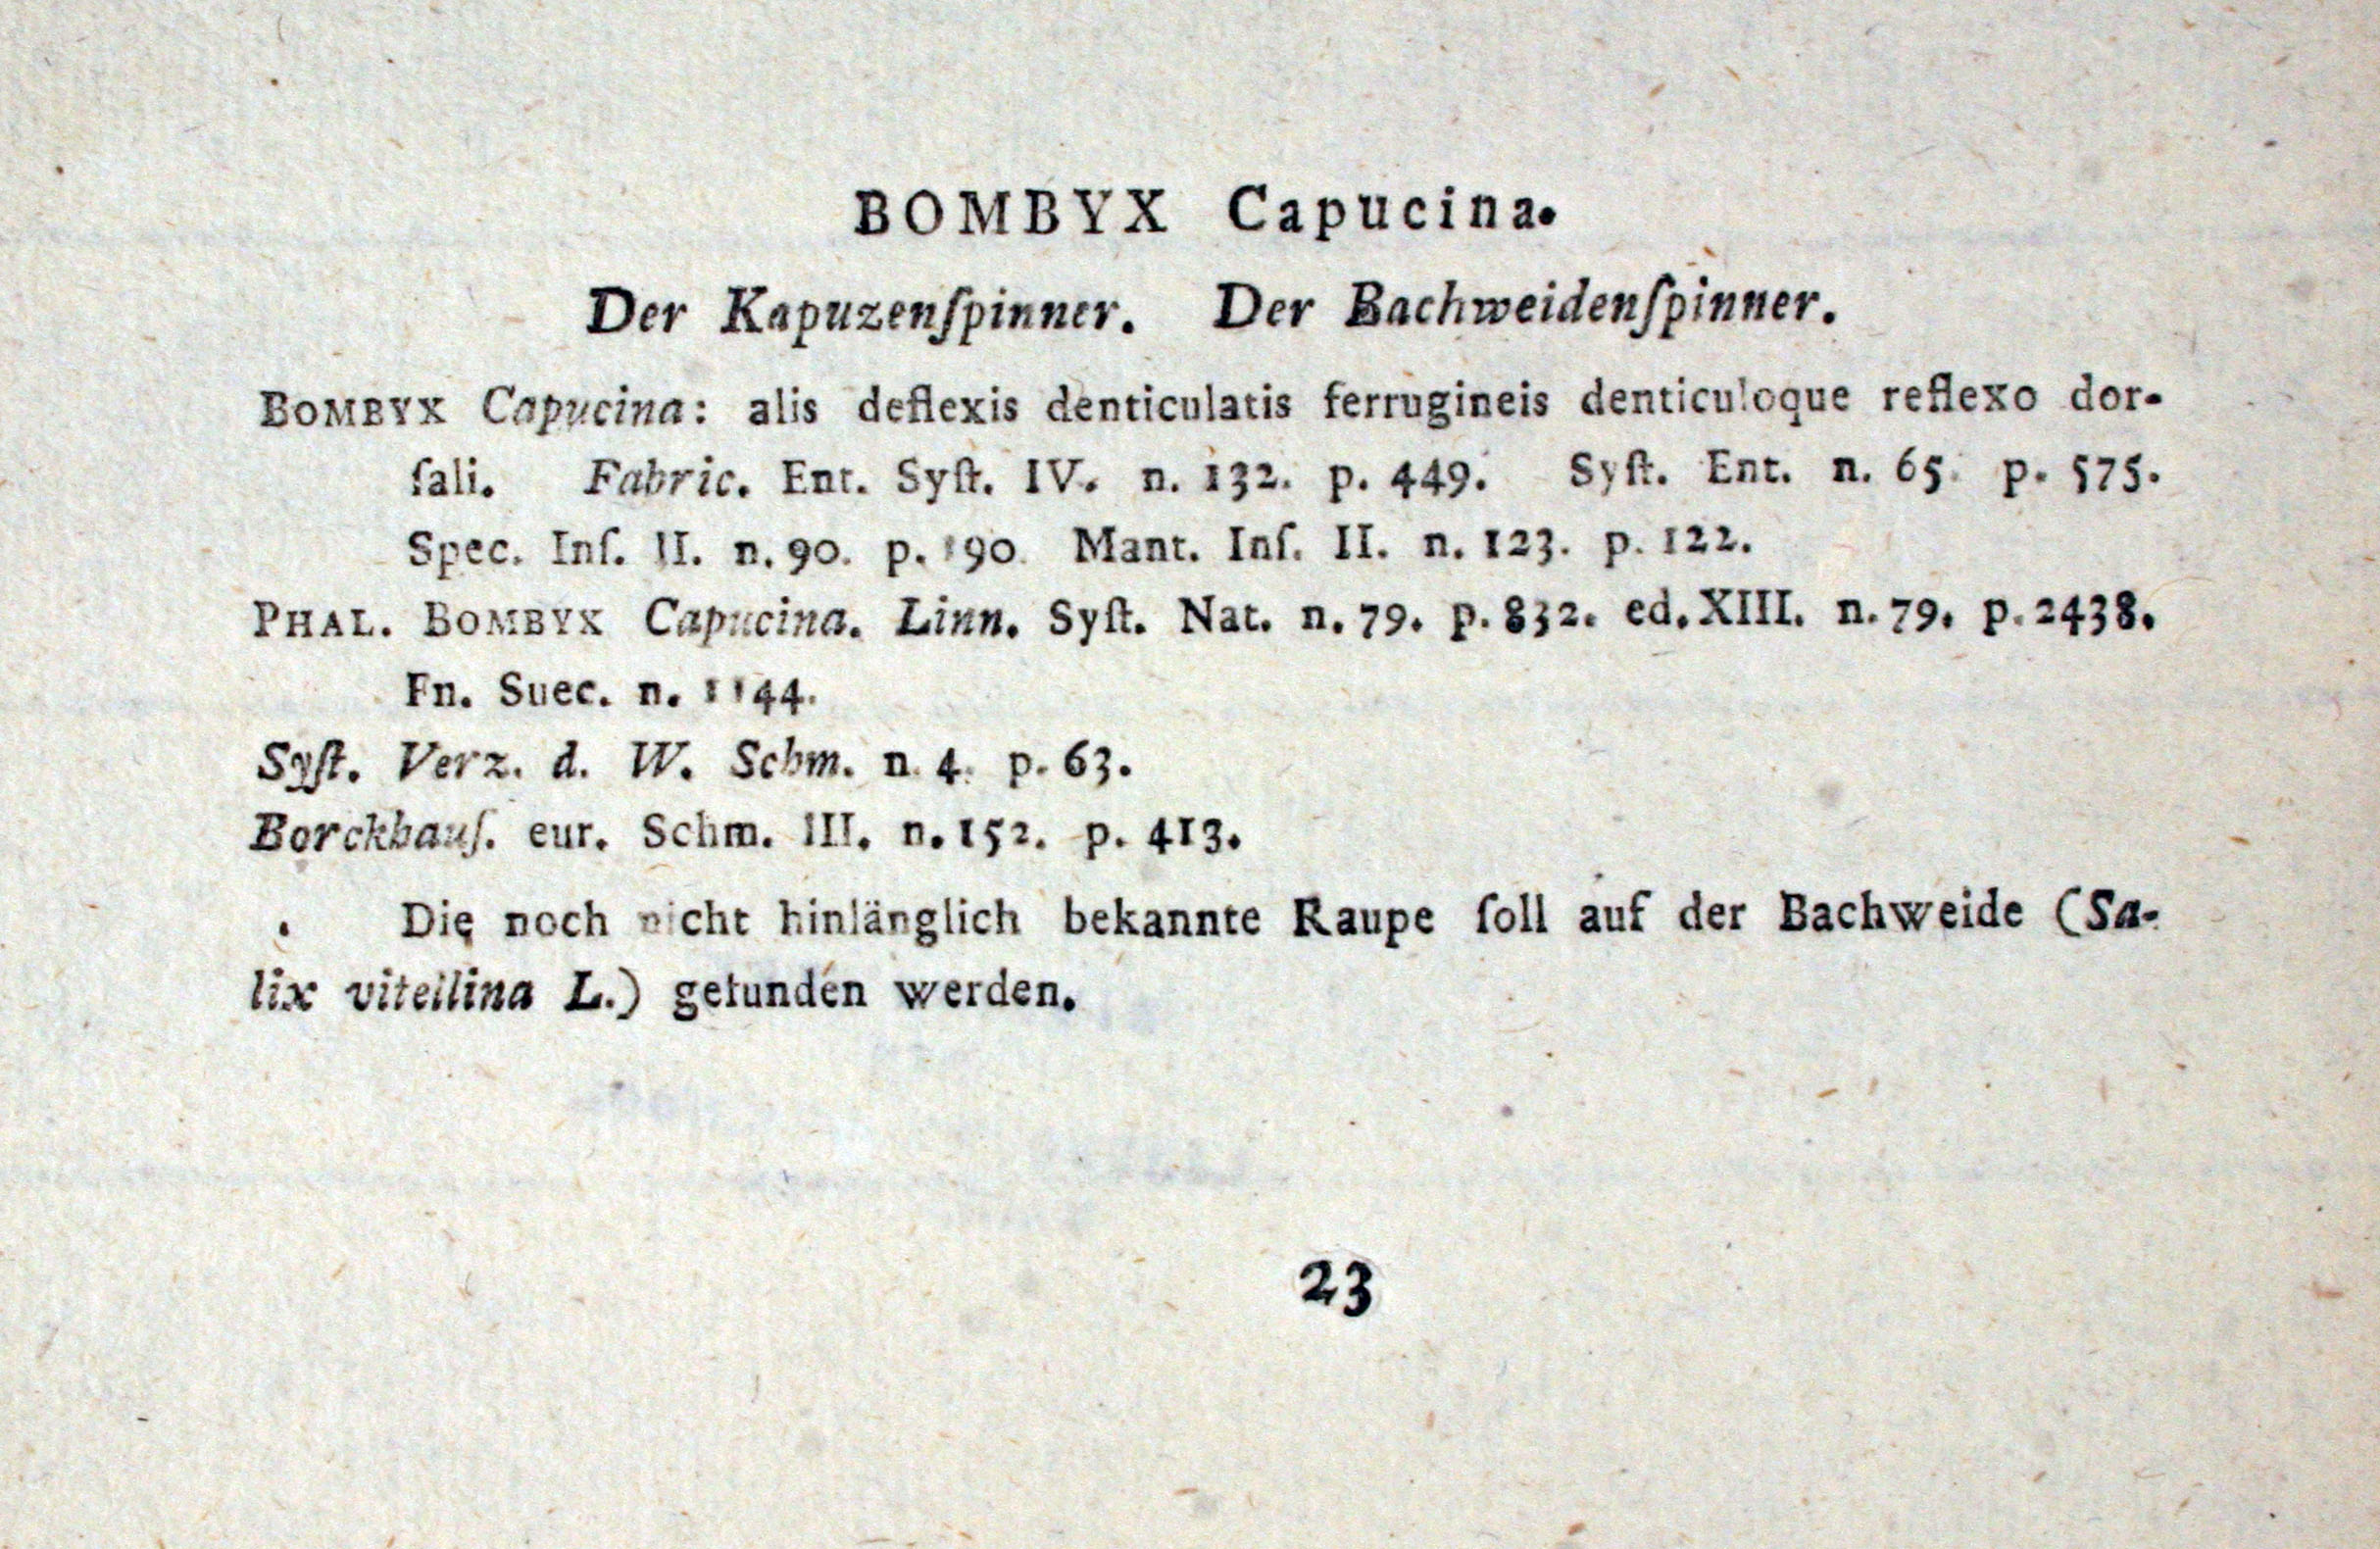 BOMBYX Capucina.
Der Kapuzenſpinner. Der Bachweidenſpinner.
BOMBYX Capucina: alis deflexis denticulatis ferrugineis denticuloque reflexo dor-
ſali. Fabric. Ent. Syſt. IV. n. 132. p. 449. Syſt. Ent. n. 65. p. 575.
Spec. Inſ. II. n. 90. p. 190. Mant. Inſ. II. n. 123. p. 122.
PHAL. BOMBYX Capucina. Linn. Syſt. Nat. n. 79. p. 832. ed. XIII. n. 79. p. 2438.
Fn. Suec. n. 1144.
Syſt. Verz. d. W. Schm. n. 4. p. 63.
Borckhauſ. eur. Schm. III. n. 152. p. 413.
Die noch nicht hinlänglich bekannte Raupe ſoll auf der Bachweide (Sa-
lix vitellina L.) gefunden werden.
23